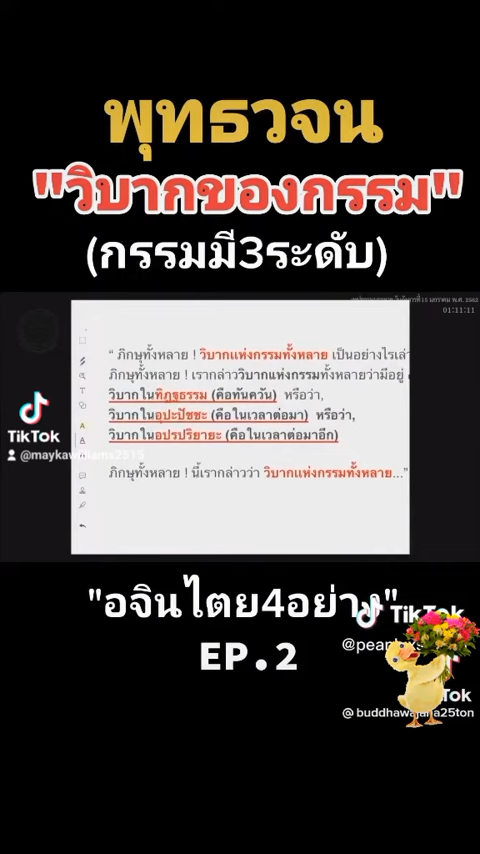 พุทธวจน
"วิบากของกรรม"
(กรรมมี3ระดับ)
01:11:11
“ ภิกษุทั้งหลาย ! วิบากแห่งกรรมทั้งหลาย เป็นอย่างไรเล่า
ภิกษุทั้งหลาย ! เรากล่าววิบากแห่งกรรมทั้งหลายว่ามีอยู่
วิบากในทิฏฐธรรม (คือทันควัน) หรือว่า,
วิบากในอุปะปัชชะ (คือในเวลาต่อมา) หรือว่า,
วิบากในอปรปริยายะ (คือในเวลาต่อมาอีก)
ภิกษุทั้งหลาย ! นี้เรากล่าวว่า วิบากแห่งกรรมทั้งหลาย...”
TikTok
"อจินไตย4อย่าง"
TikTok
EP.2
@ buddhawajana25ton